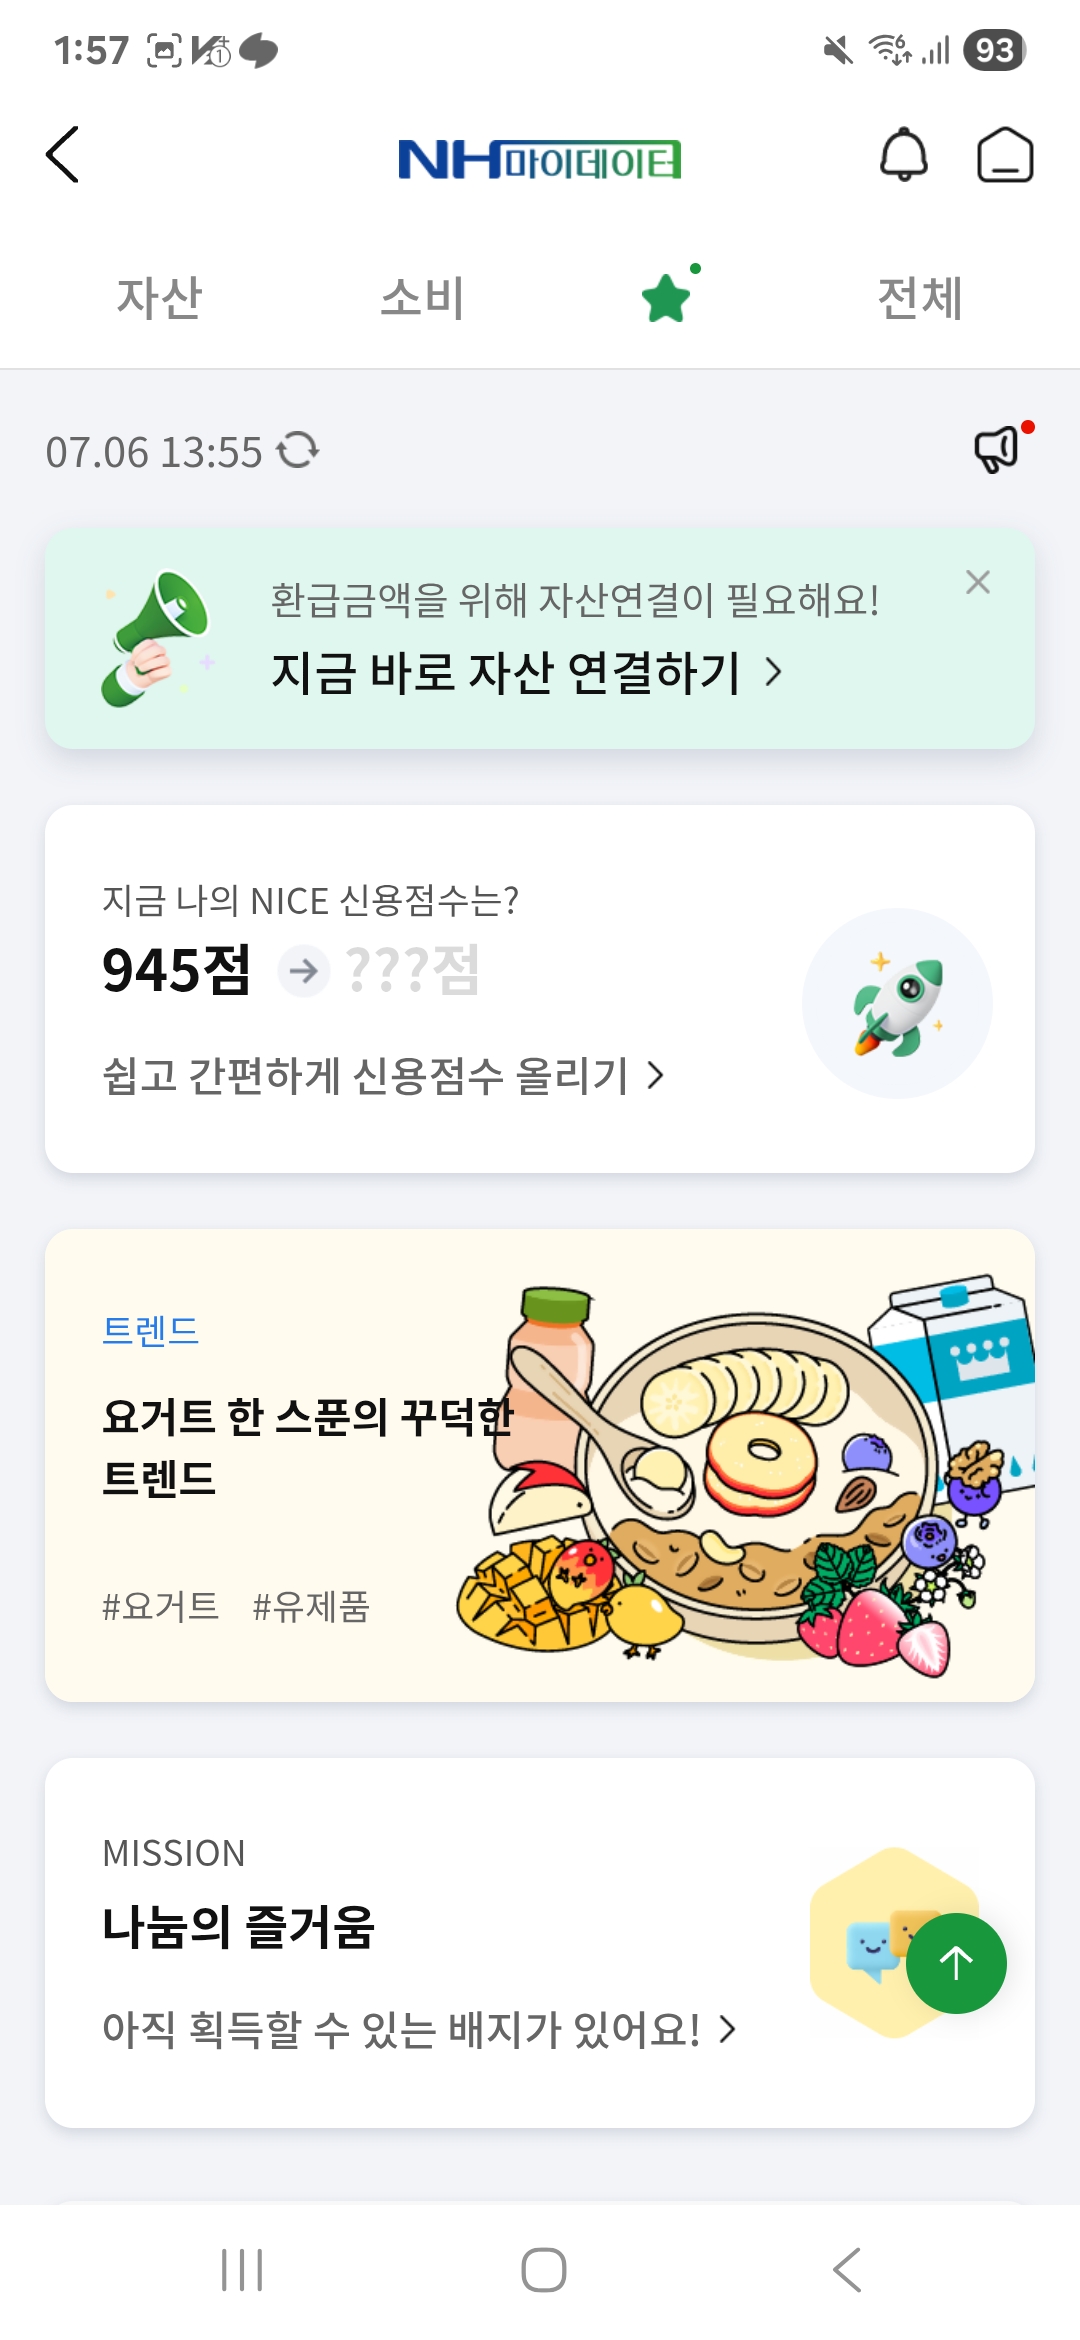 1:57
93
NH마이데이터
자산
소비
전체
07.06 13:55
환급금액을 위해 자산연결이 필요해요!
지금 바로 자산 연결하기
지금 나의 NICE 신용점수는?
945점 ???점
쉽고 간편하게 신용점수 올리기
트렌드
요거트 한 스푼의 꾸덕한
트렌드
#요거트 #유제품
MISSION
나눔의 즐거움
아직 획득할 수 있는 배지가 있어요!